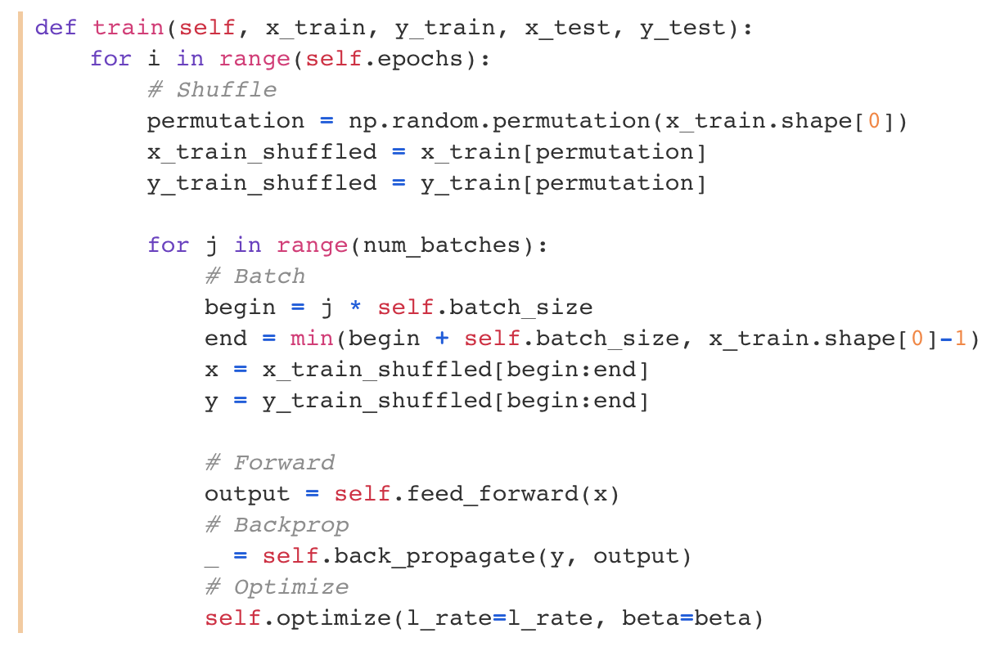 def train(self, x_train, y_train, x_test, y_test):
    for i in range(self.epochs):
        # Shuffle
        permutation = np.random.permutation(x_train.shape[0])
        x_train_shuffled = x_train[permutation]
        y_train_shuffled = y_train[permutation]

        for j in range(num_batches):
            # Batch
            begin = j * self.batch_size
            end = min(begin + self.batch_size, x_train.shape[0]-1)
            x = x_train_shuffled[begin:end]
            y = y_train_shuffled[begin:end]

            # Forward
            output = self.feed_forward(x)
            # Backprop
            _ = self.back_propagate(y, output)
            # Optimize
            self.optimize(l_rate=l_rate, beta=beta)